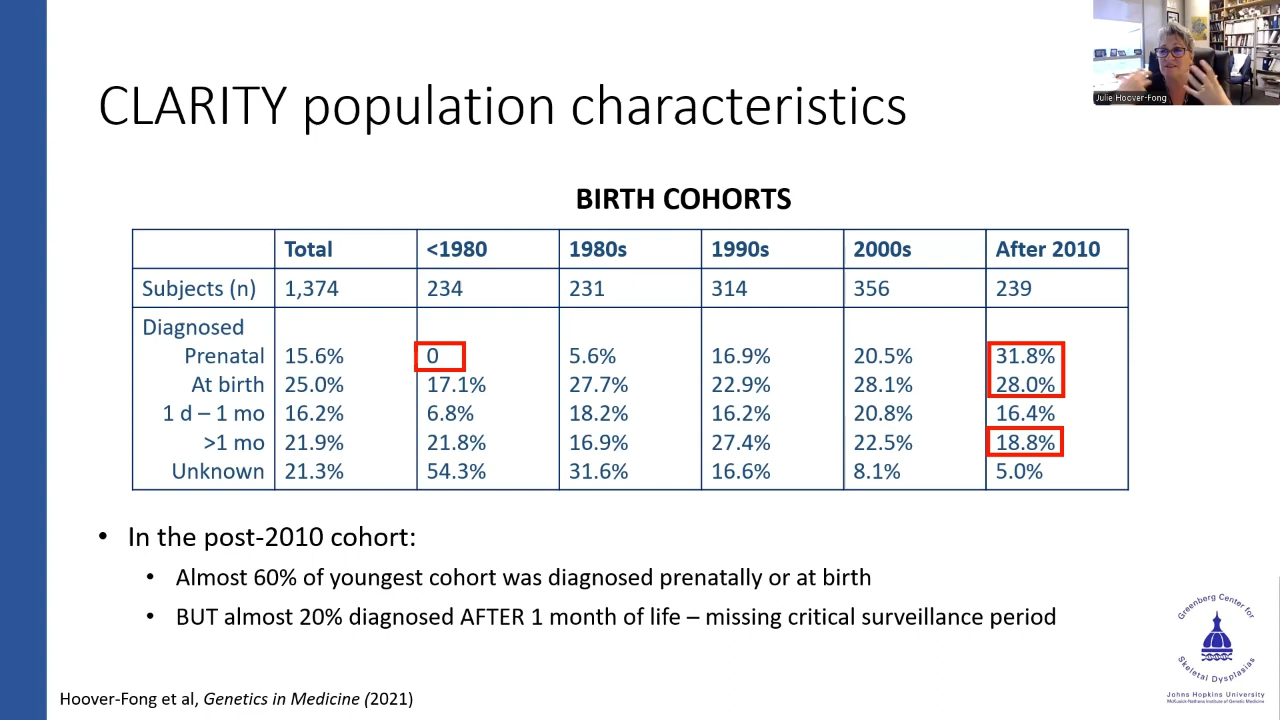 CLARITY population characteristics
Julie Hoover-Fong
BIRTH COHORTS
Total <1980 1980s 1990s 2000s After 2010
Subjects (n) 1,374 234 231 314 356 239
Diagnosed
Prenatal 15.6% 0 5.6% 16.9% 20.5% 31.8%
At birth 25.0% 17.1% 27.7% 22.9% 28.1% 28.0%
1 d – 1 mo 16.2% 6.8% 18.2% 16.2% 20.8% 16.4%
>1 mo 21.9% 21.8% 16.9% 27.4% 22.5% 18.8%
Unknown 21.3% 54.3% 31.6% 16.6% 8.1% 5.0%
• In the post-2010 cohort:
• Almost 60% of youngest cohort was diagnosed prenatally or at birth
• BUT almost 20% diagnosed AFTER 1 month of life – missing critical surveillance period
Greenberg Center for
Skeletal Dysplasias
Johns Hopkins University
McKusick-Nathans Institute of Genetic Medicine
Hoover-Fong et al, Genetics in Medicine (2021)